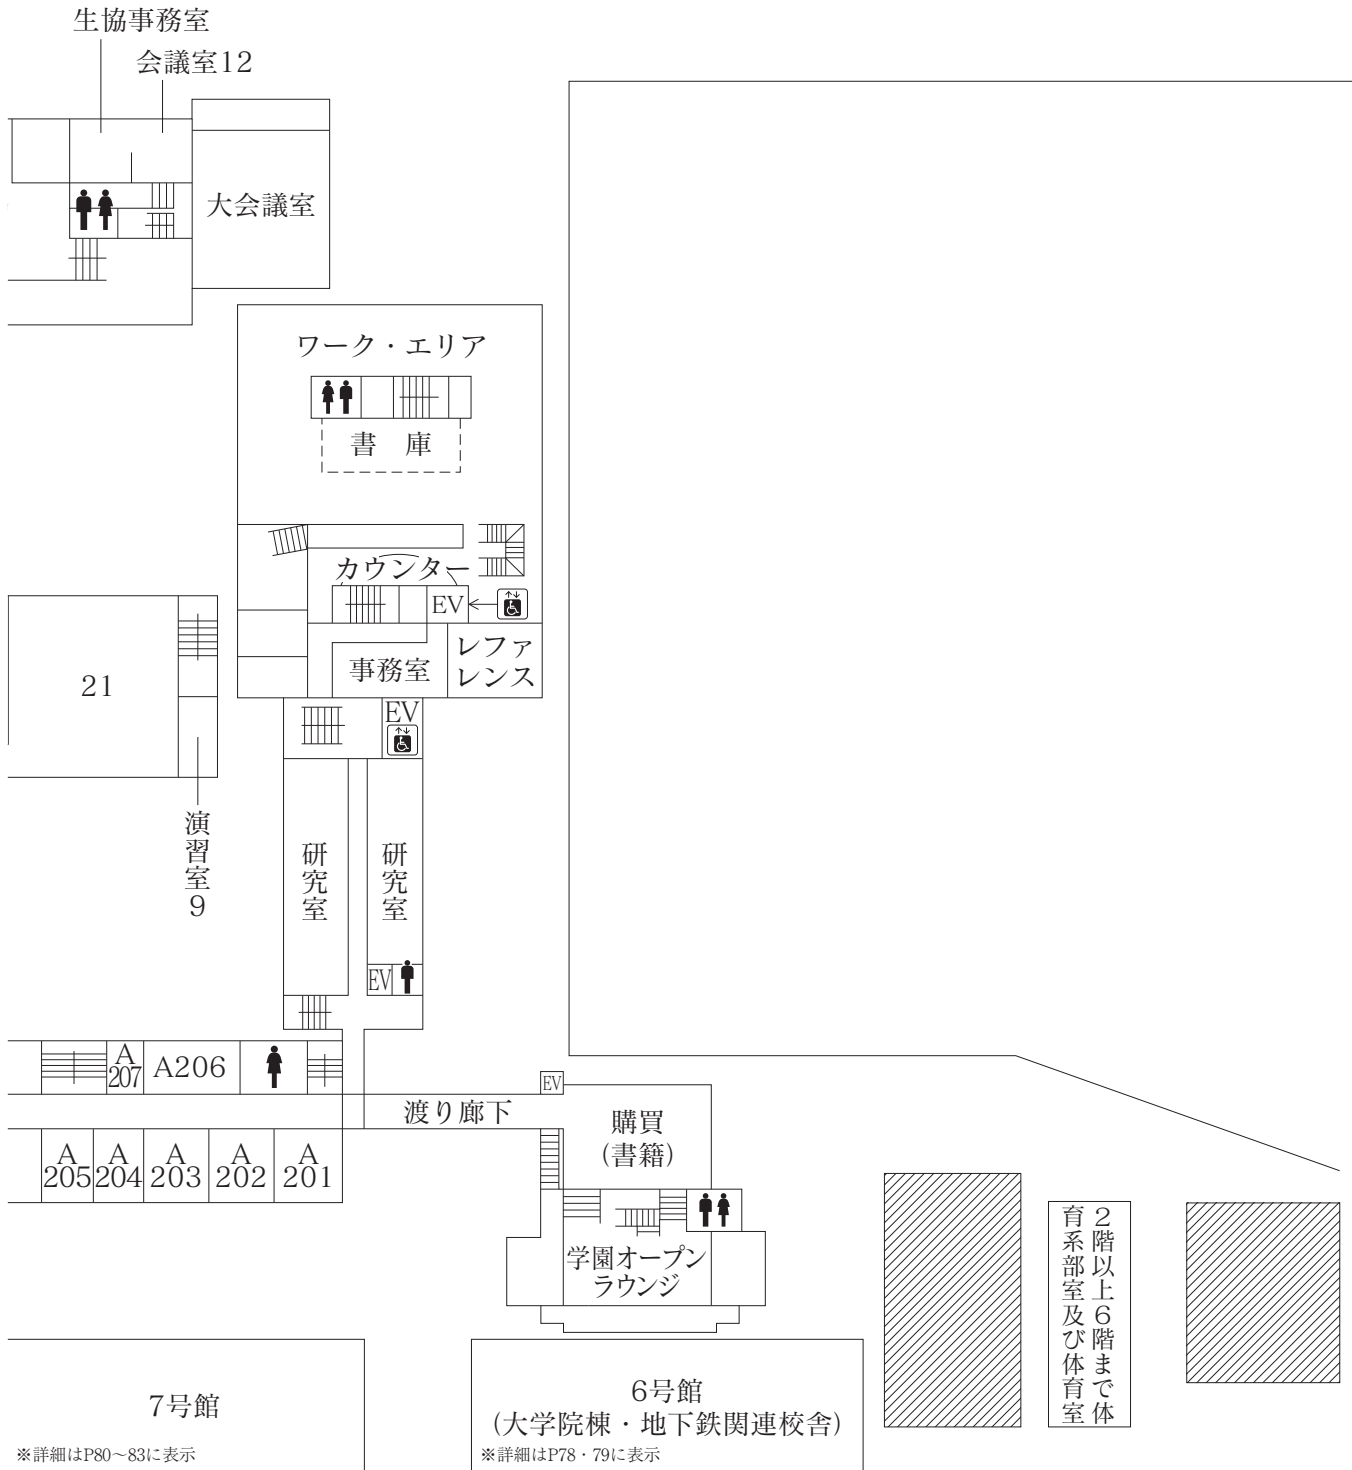 生協事務室
会議室12
大会議室
ワーク・エリア
書 庫
カウンター
EV
レファ
レンス
事務室
21
EV
演習室9
研究室
研究室
EV
A
207
A206
EV
渡り廊下
購買
(書籍)
A
205
A
204
A
203
A
202
A
201
学園オープン
ラウンジ
2階以上6階まで体
育系部室及び体育室
7号館
※詳細はP80〜83に表示
6号館
(大学院棟・地下鉄関連校舎)
※詳細はP78・79に表示